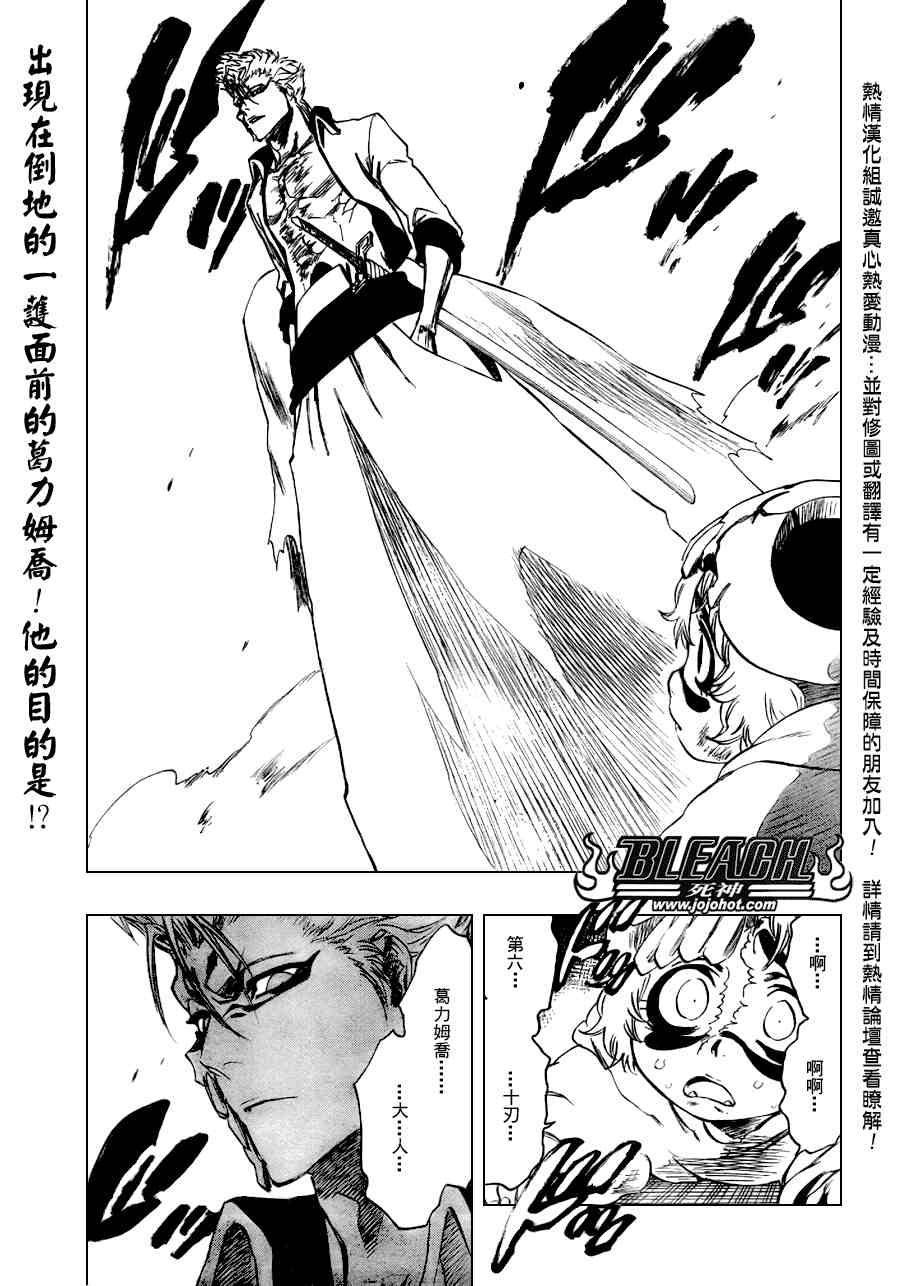 熱情漢化組誠邀真心熱愛動漫…並對修圖或翻譯有一定經驗及時間保障的朋友加入！ 詳情請到熱情論壇查看瞭解！
出現在倒地的一護面前的葛力姆喬！他的目的是!?
BLEACH
死神
www.jojohot.com
…啊…
啊啊…
第六…
…十刃…
葛力姆喬…
…大…人…